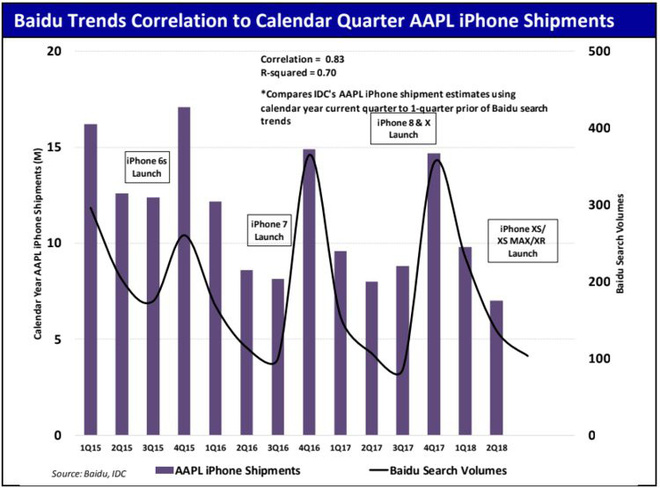 Baidu Trends Correlation to Calendar Quarter AAPL iPhone Shipments
20
15
10
5
0
Calendar Year AAPL iPhone Shipments (M)
Correlation = 0.83
R-squared = 0.70
*Compares IDC's AAPL iPhone shipment estimates using
calendar year current quarter to 1-quarter prior of Baidu search
trends
iPhone 6s
Launch
iPhone 7
Launch
iPhone 8 & X
Launch
iPhone XS/
XS MAX/XR
Launch
500
400
300
200
100
0
Baidu Search Volumes
1Q15 2Q15 3Q15 4Q15 1Q16 2Q16 3Q16 4Q16 1Q17 2Q17 3Q17 4Q17 1Q18 2Q18
Source: Baidu, IDC
AAPL iPhone Shipments
Baidu Search Volumes